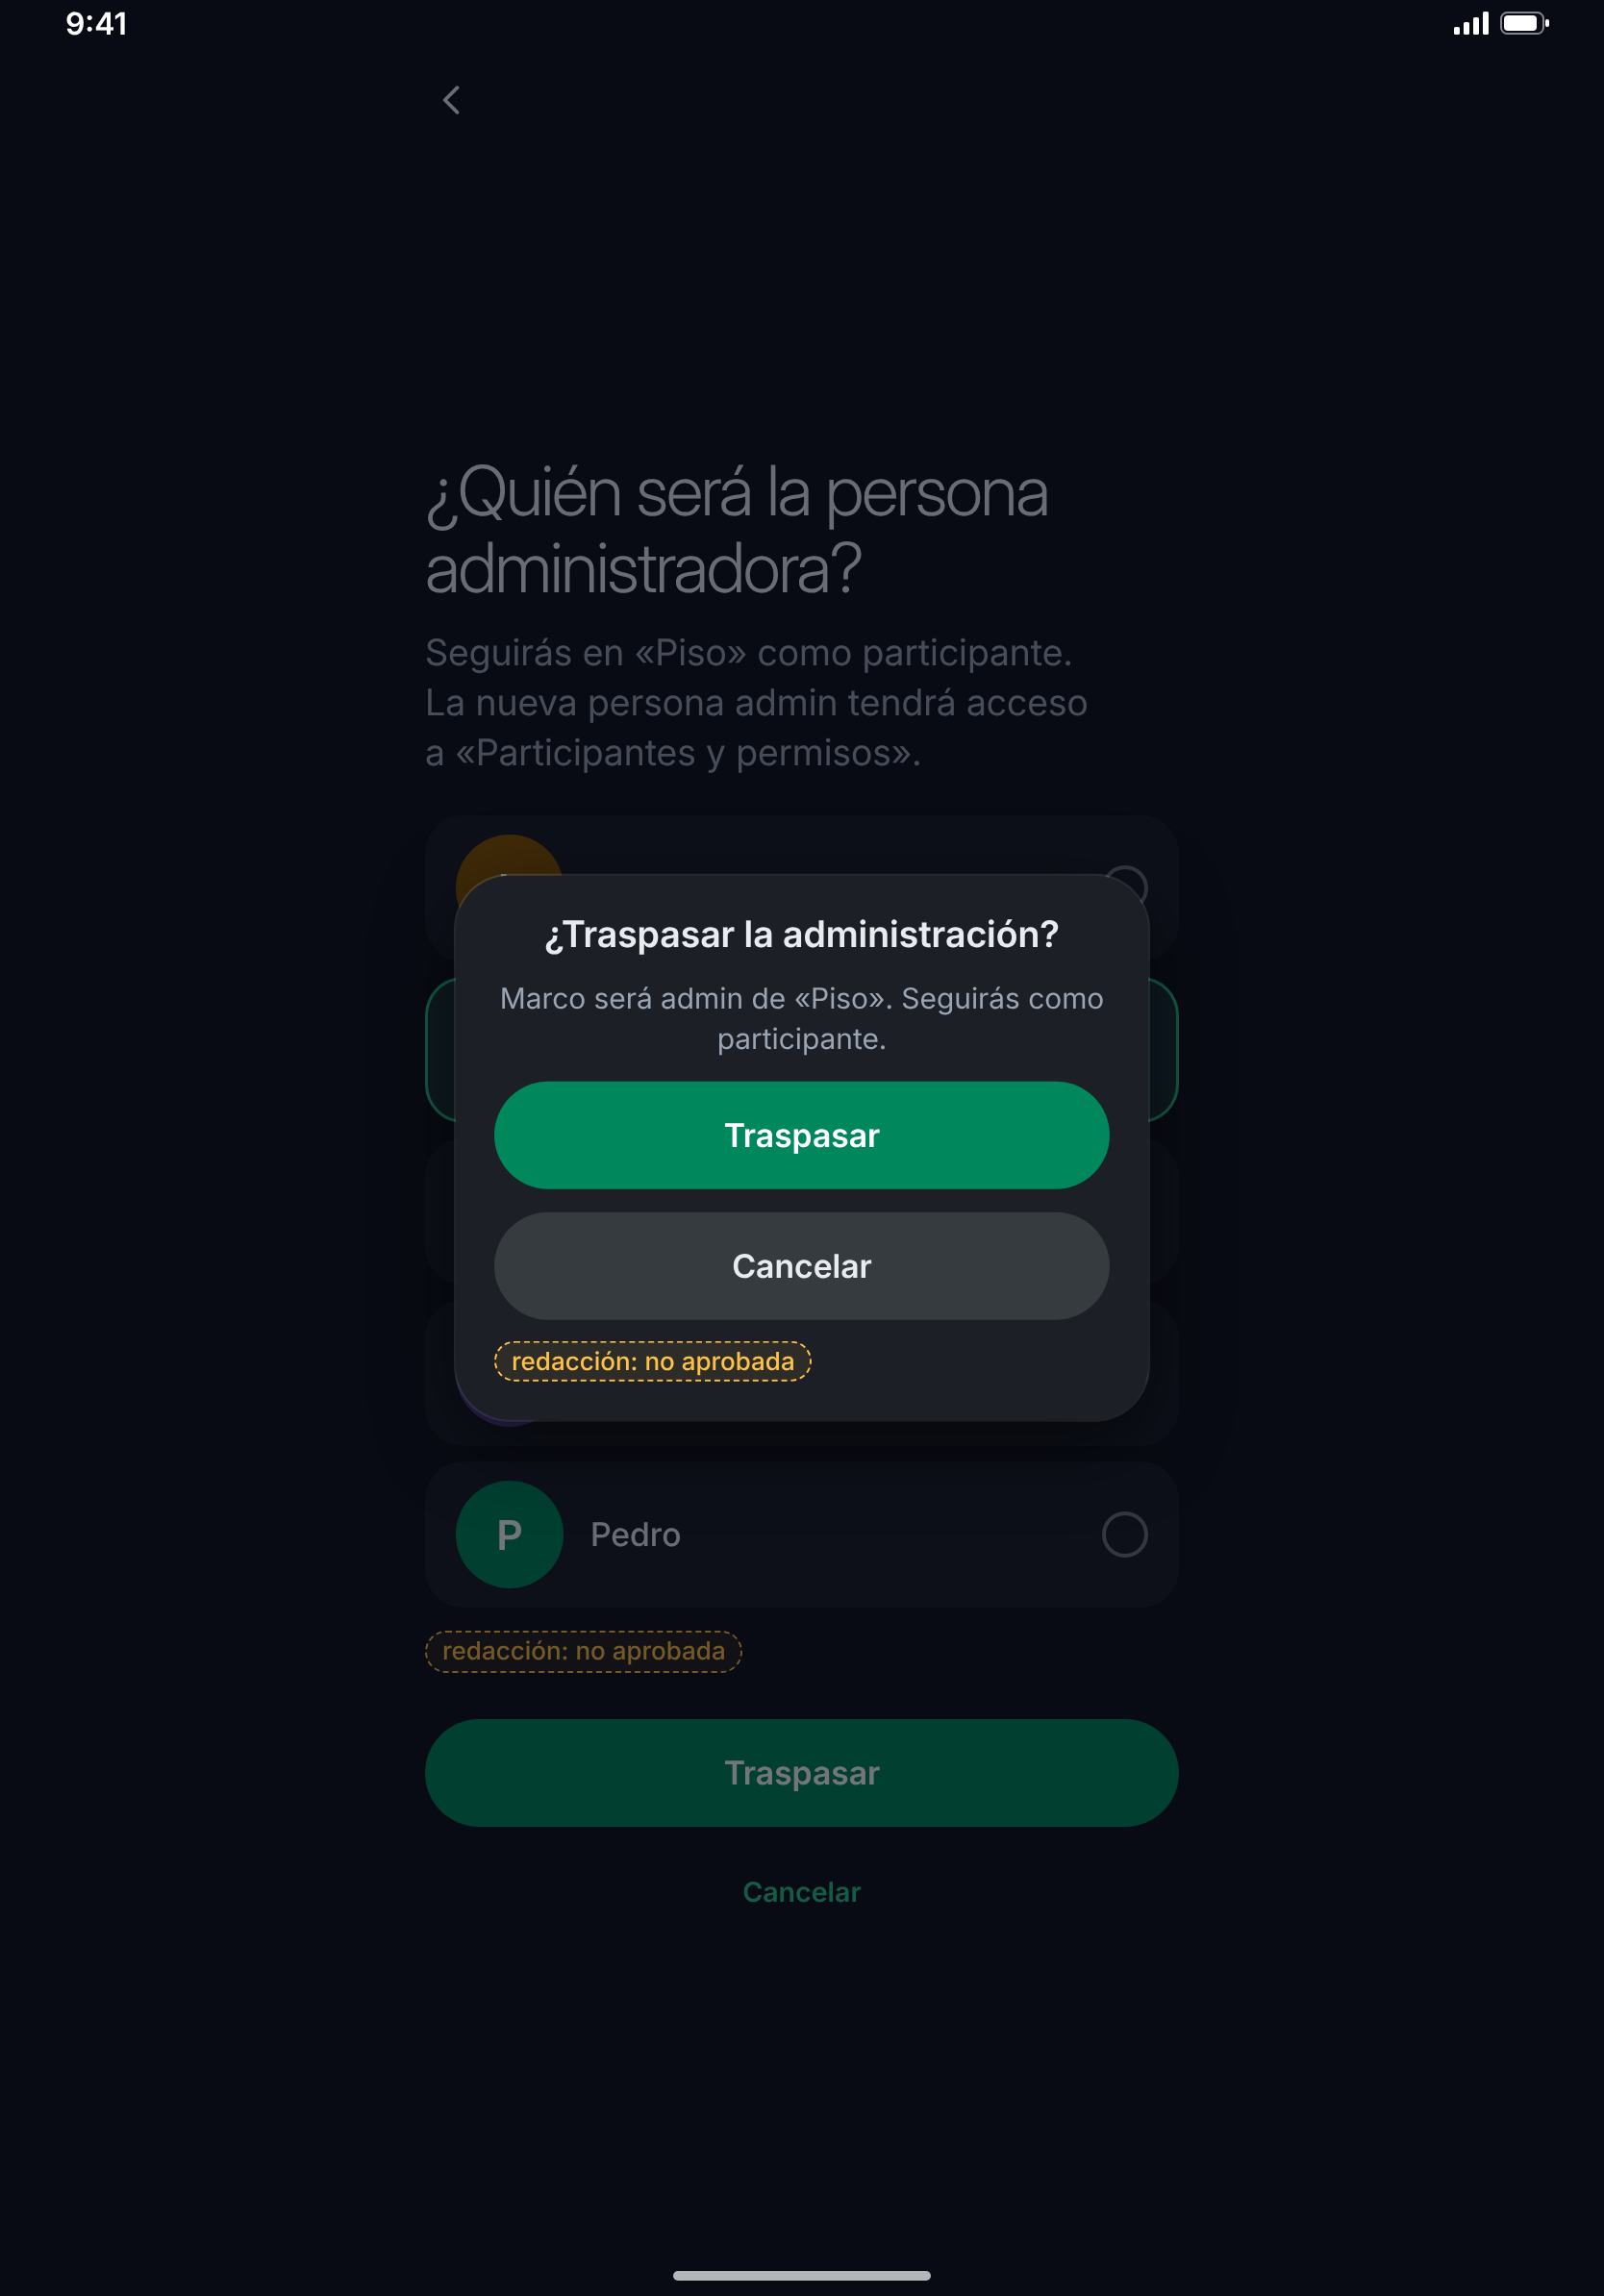 9:41
¿Quién será la persona
administradora?
Seguirás en «Piso» como participante.
La nueva persona admin tendrá acceso
a «Participantes y permisos».
¿Traspasar la administración?
Marco será admin de «Piso». Seguirás como
participante.
Traspasar
Cancelar
redacción: no aprobada
P
Pedro
redacción: no aprobada
Traspasar
Cancelar